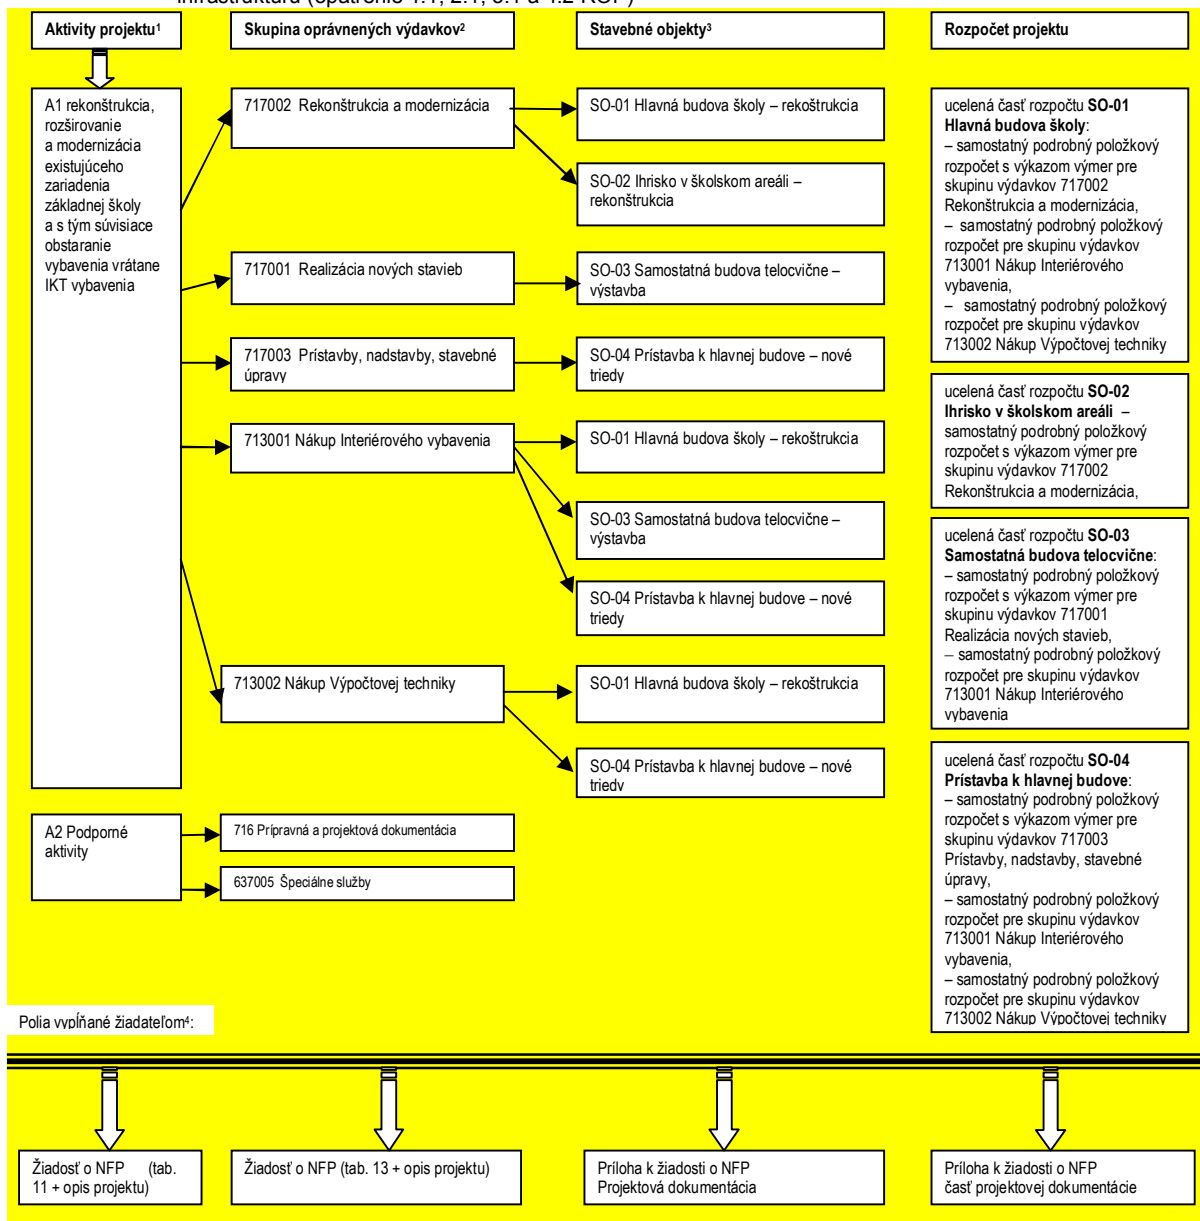 infraštruktúru (opatrenie 1.1, 2.1, 3.1 a 4.2 ROP)
Aktivity projektu¹
Skupina oprávnených výdavkov²
Stavebné objekty³
Rozpočet projektu
A1 rekonštrukcia,
rozširovanie
a modernizácia
existujúceho
zariadenia
základnej školy
a s tým súvisiace
obstaranie
vybavenia vrátane
IKT vybavenia
717002 Rekonštrukcia a modernizácia
717001 Realizácia nových stavieb
717003 Prístavby, nadstavby, stavebné
úpravy
713001 Nákup Interiérového vybavenia
713002 Nákup Výpočtovej techniky
SO-01 Hlavná budova školy – rekoštrukcia
SO-02 Ihrisko v školskom areáli –
rekonštrukcia
SO-03 Samostatná budova telocvične –
výstavba
SO-04 Prístavba k hlavnej budove – nové
triedy
SO-01 Hlavná budova školy – rekoštrukcia
SO-03 Samostatná budova telocvične –
výstavba
SO-04 Prístavba k hlavnej budove – nové
triedy
SO-01 Hlavná budova školy – rekoštrukcia
SO-04 Prístavba k hlavnej budove – nové
triedy
ucelená časť rozpočtu SO-01
Hlavná budova školy:
– samostatný podrobný položkový
rozpočet s výkazom výmer pre
skupinu výdavkov 717002
Rekonštrukcia a modernizácia,
– samostatný podrobný položkový
rozpočet pre skupinu výdavkov
713001 Nákup Interiérového
vybavenia,
– samostatný podrobný položkový
rozpočet pre skupinu výdavkov
713002 Nákup Výpočtovej techniky
ucelená časť rozpočtu SO-02
Ihrisko v školskom areáli –
samostatný podrobný položkový
rozpočet s výkazom výmer pre
skupinu výdavkov 717002
Rekonštrukcia a modernizácia,
ucelená časť rozpočtu SO-03
Samostatná budova telocvične:
– samostatný podrobný položkový
rozpočet s výkazom výmer pre
skupinu výdavkov 717001
Realizácia nových stavieb,
– samostatný podrobný položkový
rozpočet pre skupinu výdavkov
713001 Nákup Interiérového
vybavenia
ucelená časť rozpočtu SO-04
Prístavba k hlavnej budove:
– samostatný podrobný položkový
rozpočet s výkazom výmer pre
skupinu výdavkov 717003
Prístavby, nadstavby, stavebné
úpravy,
– samostatný podrobný položkový
rozpočet pre skupinu výdavkov
713001 Nákup Interiérového
vybavenia,
– samostatný podrobný položkový
rozpočet pre skupinu výdavkov
713002 Nákup Výpočtovej techniky
A2 Podporné
aktivity
716 Prípravná a projektová dokumentácia
637005 Špeciálne služby
Polia vypĺňané žiadateľom⁴:
Žiadosť o NFP (tab.
11 + opis projektu)
Žiadosť o NFP (tab. 13 + opis projektu)
Príloha k žiadosti o NFP
Projektová dokumentácia
Príloha k žiadosti o NFP
časť projektovej dokumentácie